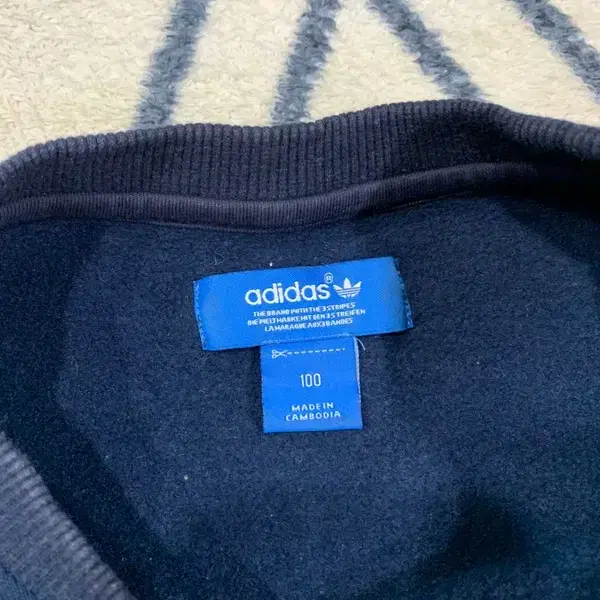 adidas®
THE BRAND WITH THE 3 STRIPES
DIE WELTMARKE MIT DEN 3 STREIFEN
LA MARQUE AUX 3 BANDES
100
MADE IN
CAMBODIA